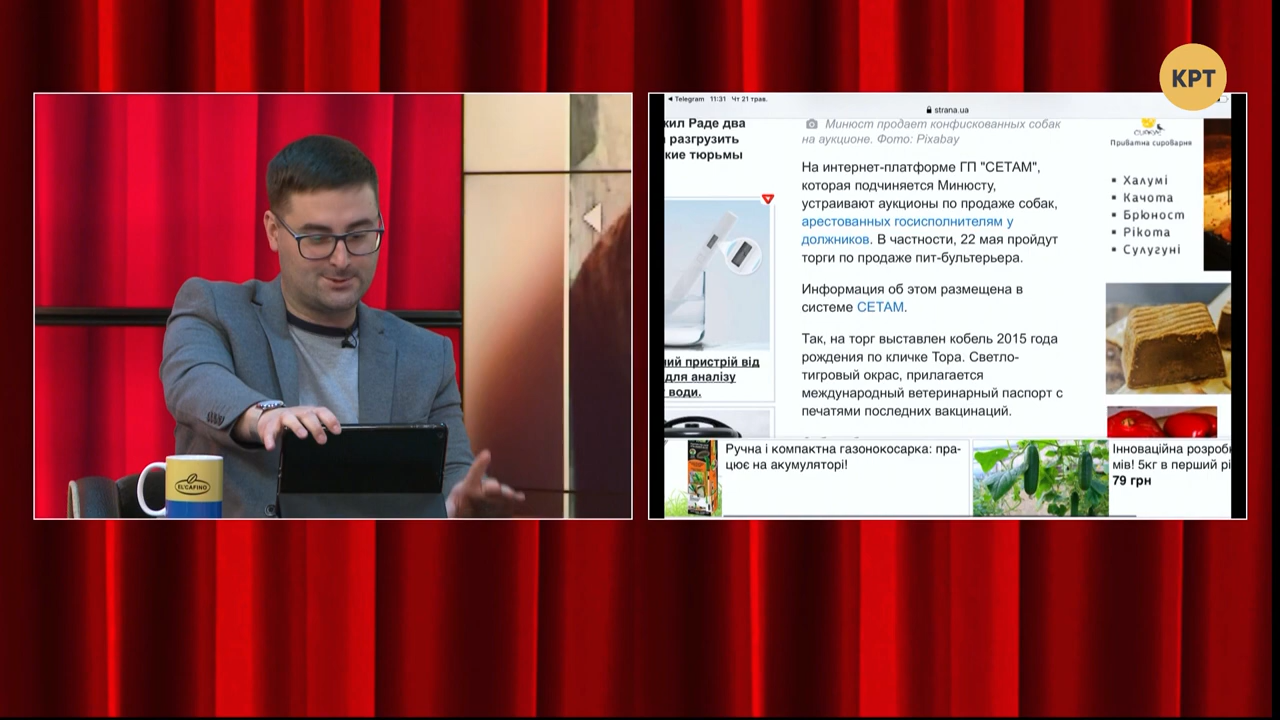 КРТ
EL'CAFINO
Telegram 11:31 Чт 21 трав.
strana.ua
жил Раде два
разгрузить
кие тюрьмы
ий пристрій від
для аналізу
води.
Минюст продает конфискованных собак
на аукционе. Фото: Pixabay
На интернет-платформе ГП "СЕТАМ",
которая подчиняется Минюсту,
устраивают аукционы по продаже собак,
арестованных госисполнителям у
должников. В частности, 22 мая пройдут
торги по продаже пит-бультерьера.
Информация об этом размещена в
системе СЕТАМ.
Так, на торг выставлен кобель 2015 года
рождения по кличке Тора. Светло-
тигровый окрас, прилагается
международный ветеринарный паспорт с
печатями последних вакцинаций.
Приватна сироварня
Халумі
Качота
Брюност
Рікота
Сулугуні
Ручна і компактна газонокосарка: пра-
цює на акумуляторі!
Інноваційна розроб
мів! 5кг в перший рі
79 грн